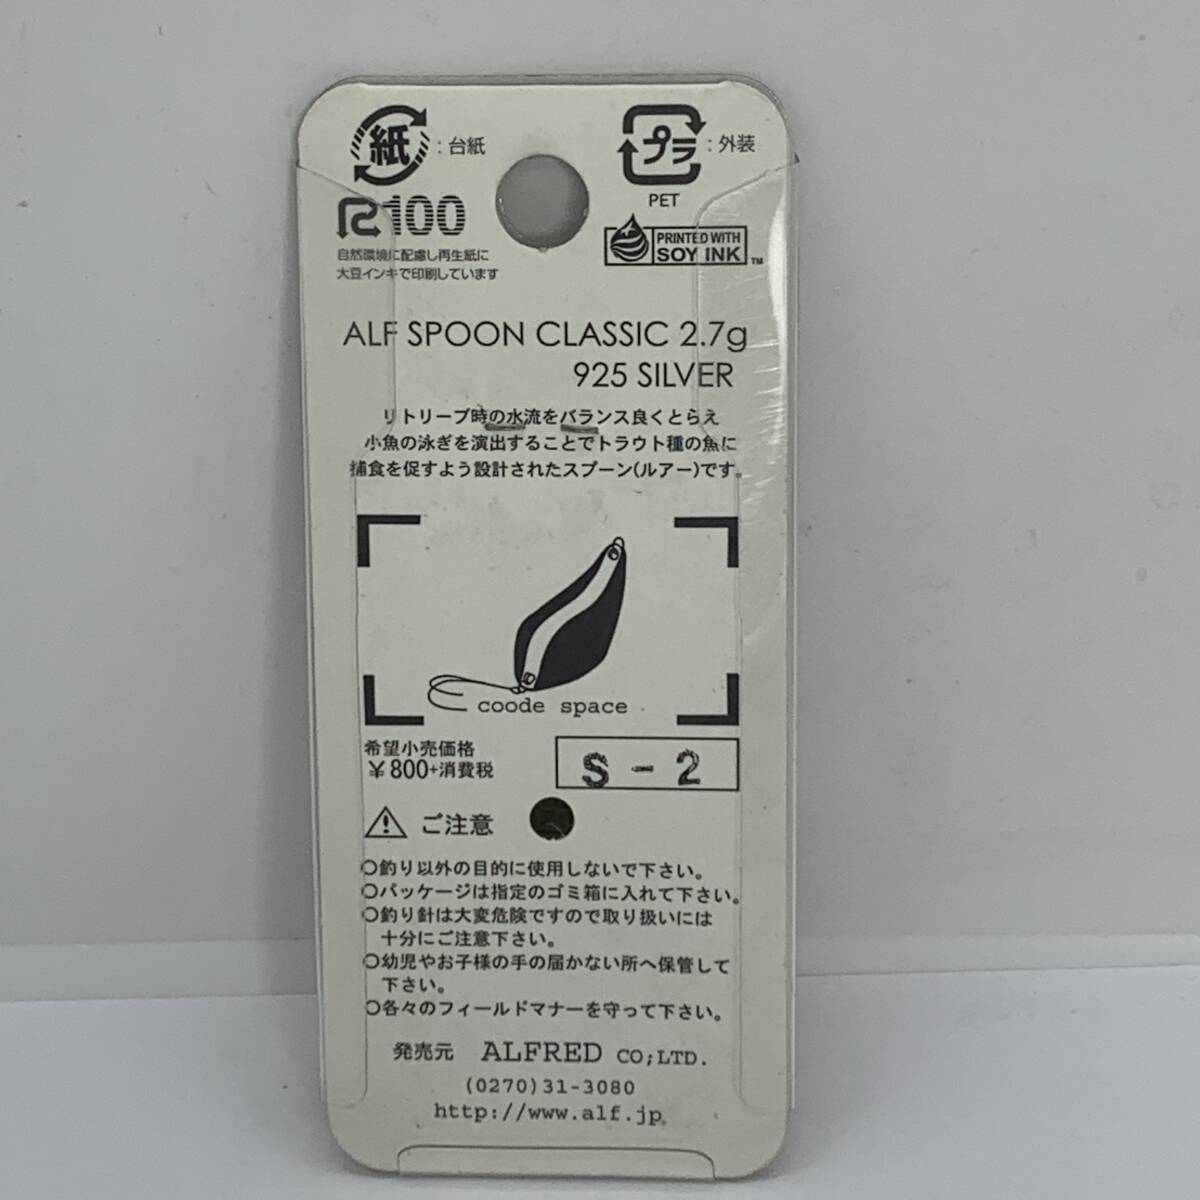 紙:台紙
プラ:外装
PET
R100
PRINTED WITH
SOY INK™
自然環境に配慮し再生紙に
大豆インキで印刷しています
ALF SPOON CLASSIC 2.7g
925 SILVER
リトリーブ時の水流をバランス良くとらえ
小魚の泳ぎを演出することでトラウト種の魚に
捕食を促すよう設計されたスプーン(ルアー)です。
coode space
希望小売価格
¥800+消費税
S-2
ご注意
○釣り以外の目的に使用しないで下さい。
○パッケージは指定のゴミ箱に入れて下さい。
○釣り針は大変危険ですので取り扱いには
十分にご注意下さい。
○幼児やお子様の手の届かない所へ保管して
下さい。
○各々のフィールドマナーを守って下さい。
発売元 ALFRED CO;LTD.
(0270)31-3080
http://www.alf.jp